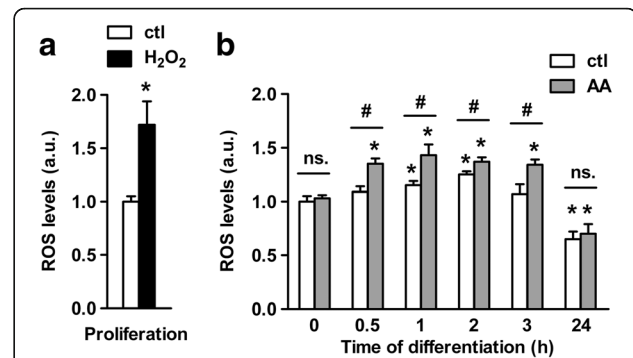 a
ctl
H₂O₂
ROS levels (a.u.)
2.0
1.5
1.0
0.5
0.0
*
Proliferation
b
ctl
AA
ROS levels (a.u.)
2.0
1.5
1.0
0.5
0.0
# # # #
ns. * * * * * * ns.
* *
0 0.5 1 2 3 24
Time of differentiation (h)